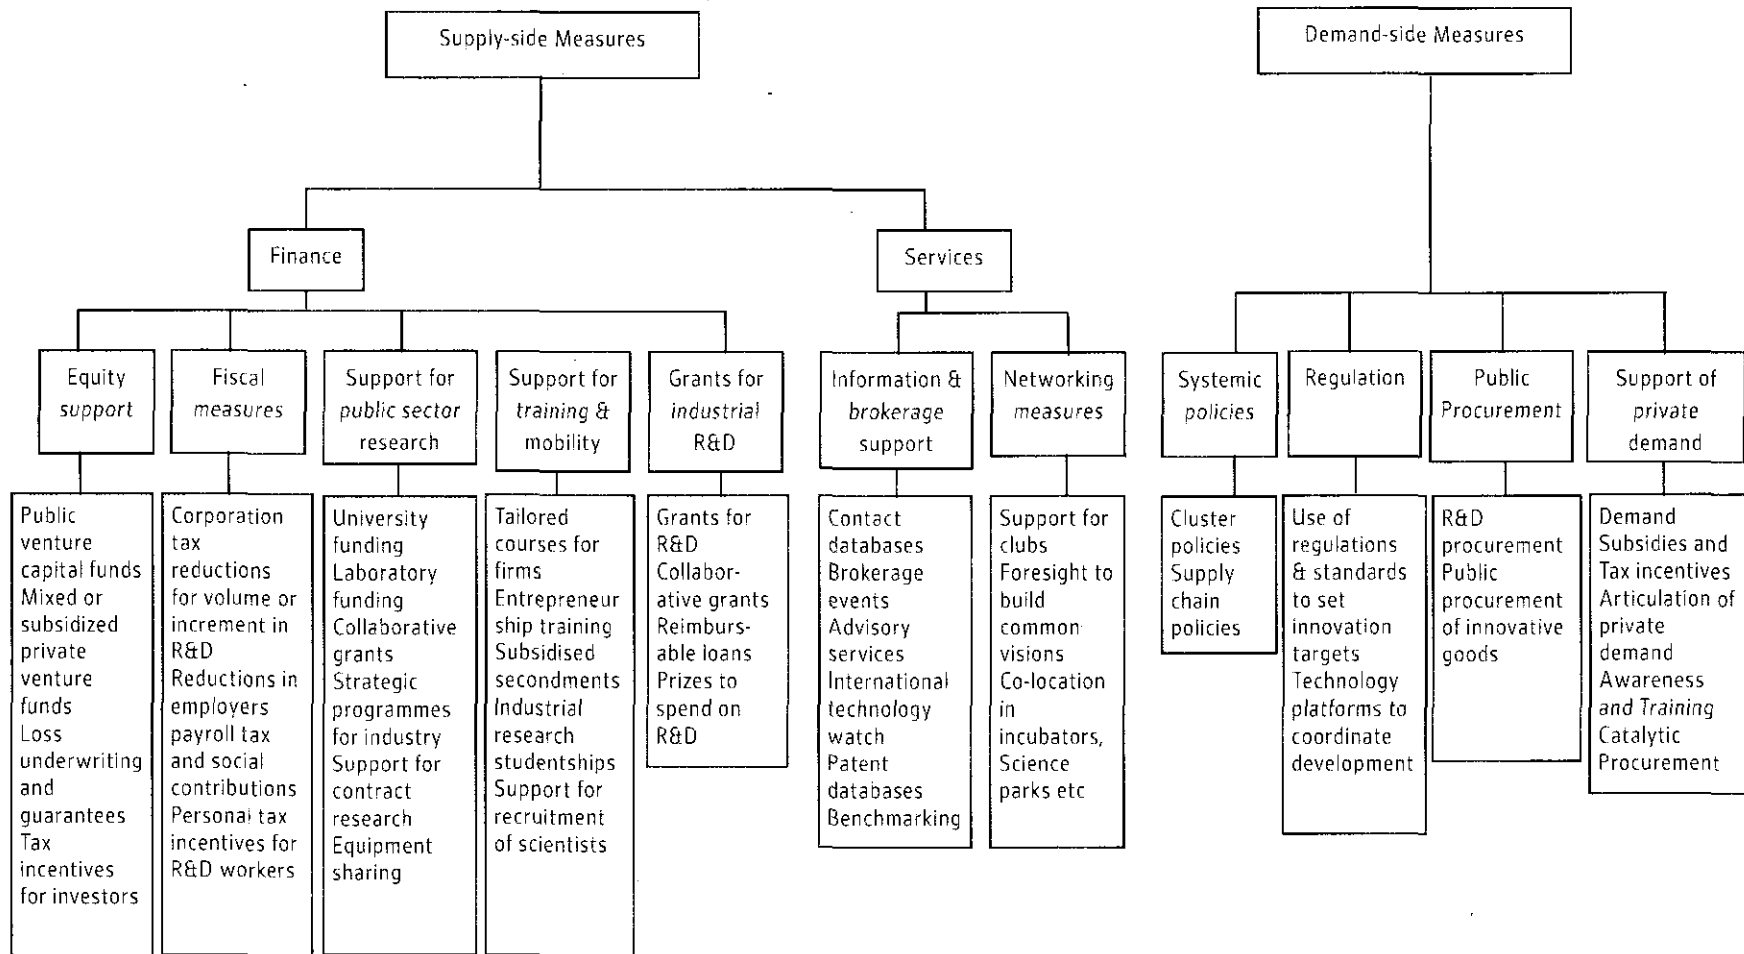 Supply-side Measures
Demand-side Measures
Finance
Services
Equity
support
Fiscal
measures
Support for
public sector
research
Support for
training &
mobility
Grants for
industrial
R&D
Information &
brokerage
support
Networking
measures
Systemic
policies
Regulation
Public
Procurement
Support of
private
demand
Public
venture
capital funds
Mixed or
subsidized
private
venture
funds
Loss
underwriting
and
guarantees
Tax
incentives
for investors
Corporation
tax
reductions
for volume or
increment in
R&D
Reductions in
employers
payroll tax
and social
contributions
Personal tax
incentives for
R&D workers
University
funding
Laboratory
funding
Collaborative
grants
Strategic
programmes
for industry
Support for
contract
research
Equipment
sharing
Tailored
courses for
firms
Entrepreneur
ship training
Subsidised
secondments
Industrial
research
studentships
Support for
recruitment
of scientists
Grants for
R&D
Collabor-
ative grants
Reimburs-
able loans
Prizes to
spend on
R&D
Contact
databases
Brokerage
events
Advisory
services
International
technology
watch
Patent
databases
Benchmarking
Support for
clubs
Foresight to
build
common
visions
Co-location
in
incubators,
Science
parks etc
Cluster
policies
Supply
chain
policies
Use of
regulations
& standards
to set
innovation
targets
Technology
platforms to
coordinate
development
R&D
procurement
Public
procurement
of innovative
goods
Demand
Subsidies and
Tax incentives
Articulation of
private
demand
Awareness
and Training
Catalytic
Procurement